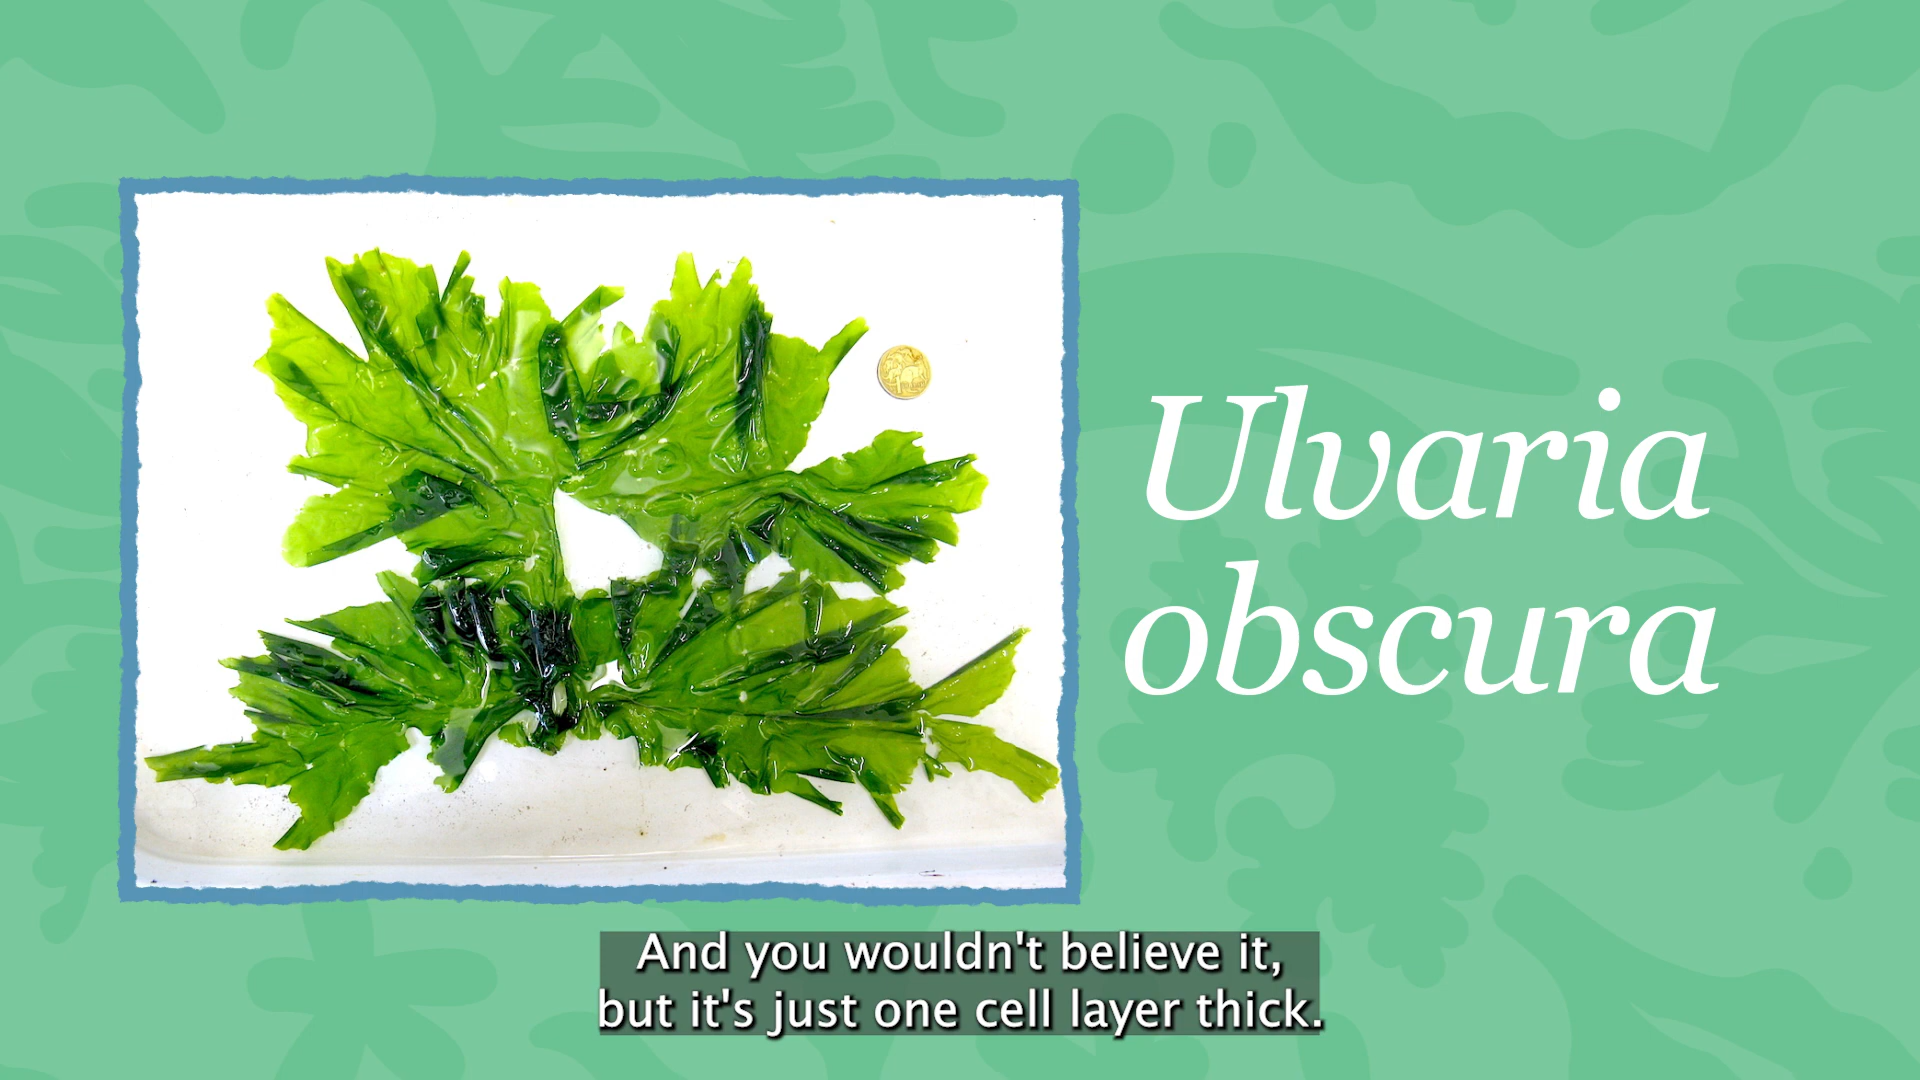 Ulvaria
obscura
And you wouldn't believe it,
but it's just one cell layer thick.